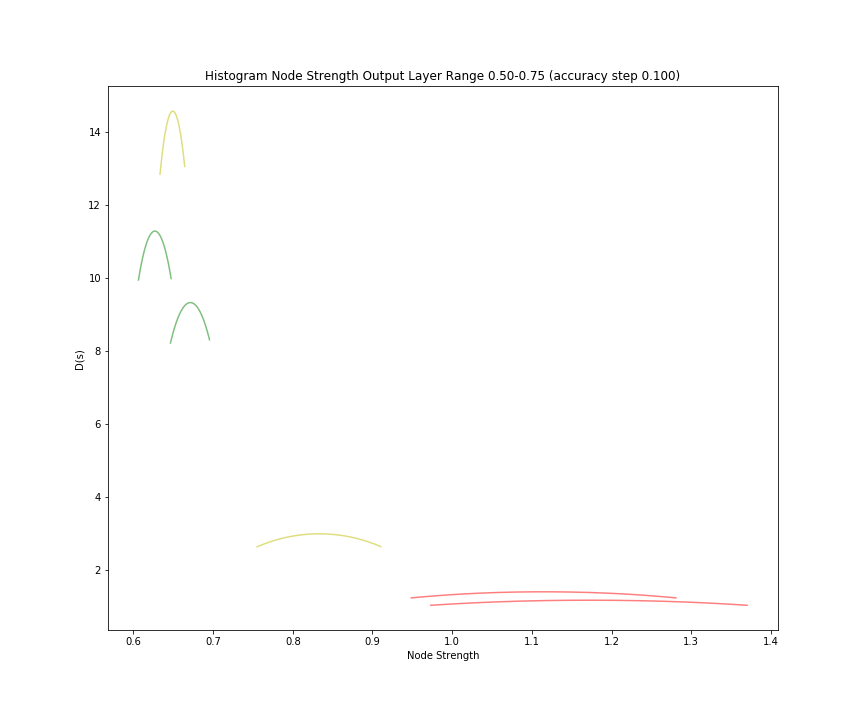 Histogram Node Strength Output Layer Range 0.50-0.75 (accuracy step 0.100)
14
12
10
8
6
4
2
D(s)
0.6 0.7 0.8 0.9 1.0 1.1 1.2 1.3 1.4
Node Strength